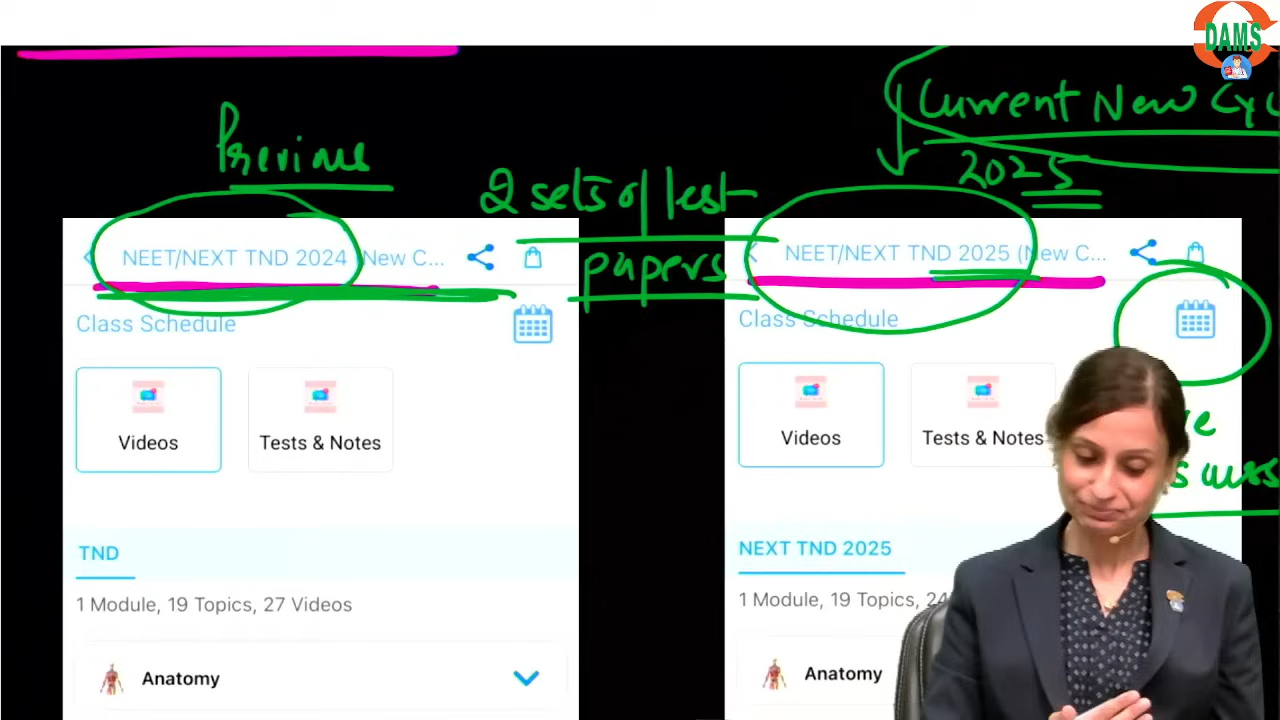 DAMS
Current New Cyc
2025
Previous
2 sets of test
papers
NEET/NEXT TND 2024 (New C...
Class Schedule
Videos
Tests & Notes
TND
1 Module, 19 Topics, 27 Videos
Anatomy
NEET/NEXT TND 2025 (New C...
Class Schedule
Videos
Tests & Notes
NEXT TND 2025
1 Module, 19 Topics, 24
Anatomy